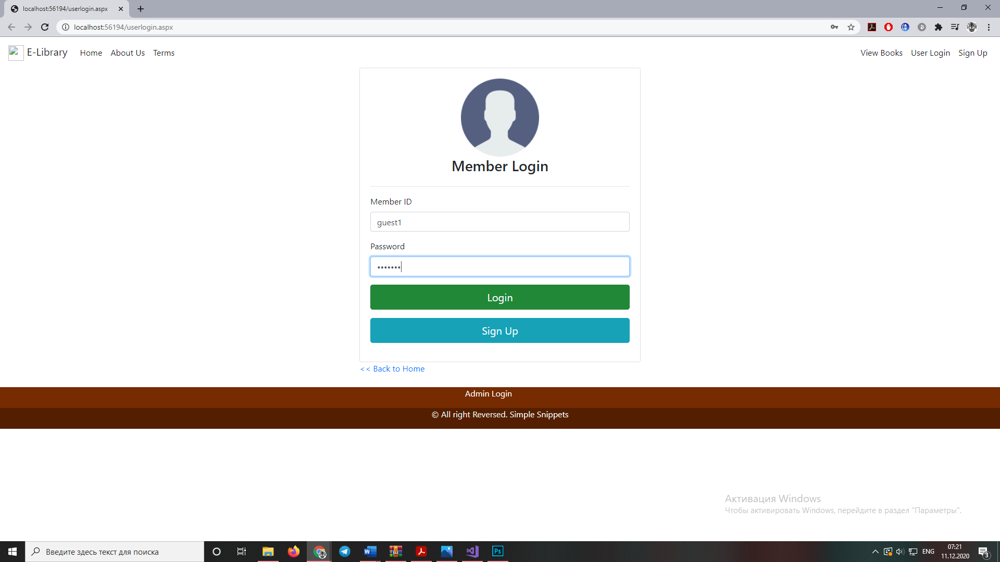 localhost:56194/userlogin.aspx
localhost:56194/userlogin.aspx
E-Library Home About Us Terms View Books User Login Sign Up
Member Login
Member ID
guest1
Password
•••••••
Login
Sign Up
<< Back to Home
Admin Login
© All right Reversed. Simple Snippets
Активация Windows
Чтобы активировать Windows, перейдите в раздел "Параметры".
Введите здесь текст для поиска
W
Ps
ENG
07:21
11.12.2020
3